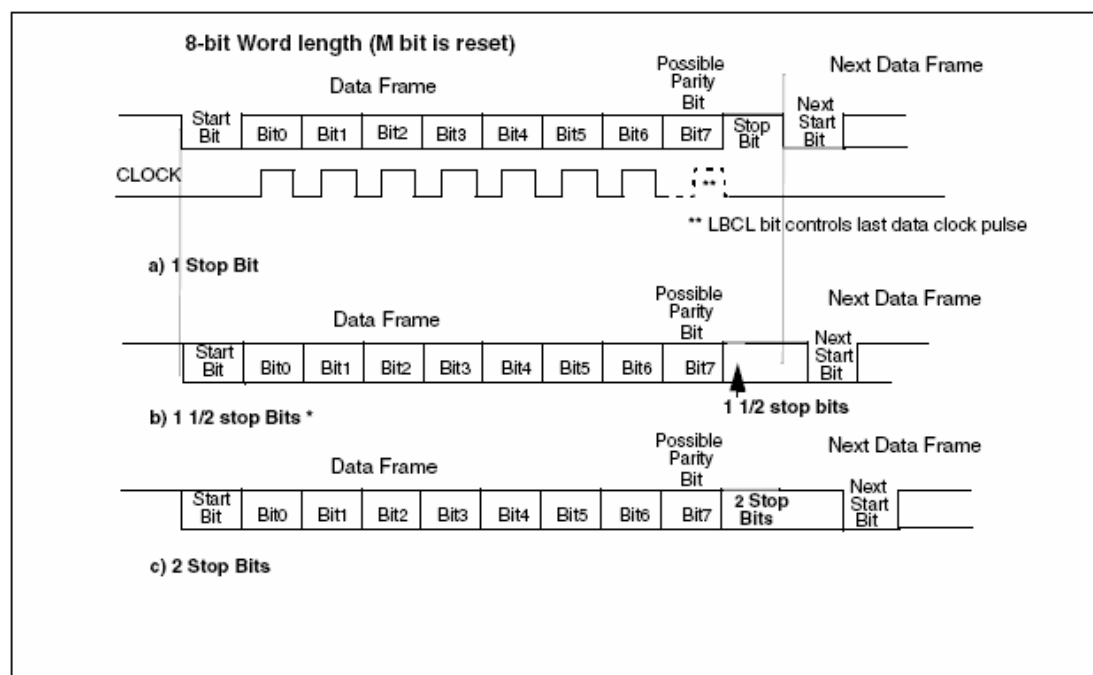 8-bit Word length (M bit is reset)
Data Frame
Possible
Parity
Bit
Next Data Frame
Start
Bit
Bit0
Bit1
Bit2
Bit3
Bit4
Bit5
Bit6
Bit7
Stop
Bit
Next
Start
Bit
CLOCK
**
** LBCL bit controls last data clock pulse
a) 1 Stop Bit
Data Frame
Possible
Parity
Bit
Next Data Frame
Start
Bit
Bit0
Bit1
Bit2
Bit3
Bit4
Bit5
Bit6
Bit7
Next
Start
Bit
1 1/2 stop bits
b) 1 1/2 stop Bits *
Data Frame
Possible
Parity
Bit
Next Data Frame
Start
Bit
Bit0
Bit1
Bit2
Bit3
Bit4
Bit5
Bit6
Bit7
2 Stop
Bits
Next
Start
Bit
c) 2 Stop Bits